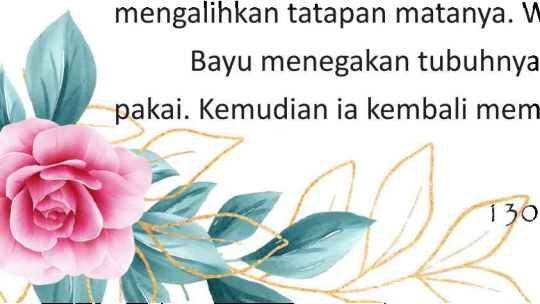 mengalihkan tatapan matanya.
Bayu menegakan tubuhnya
pakai. Kemudian ia kembali mem
130